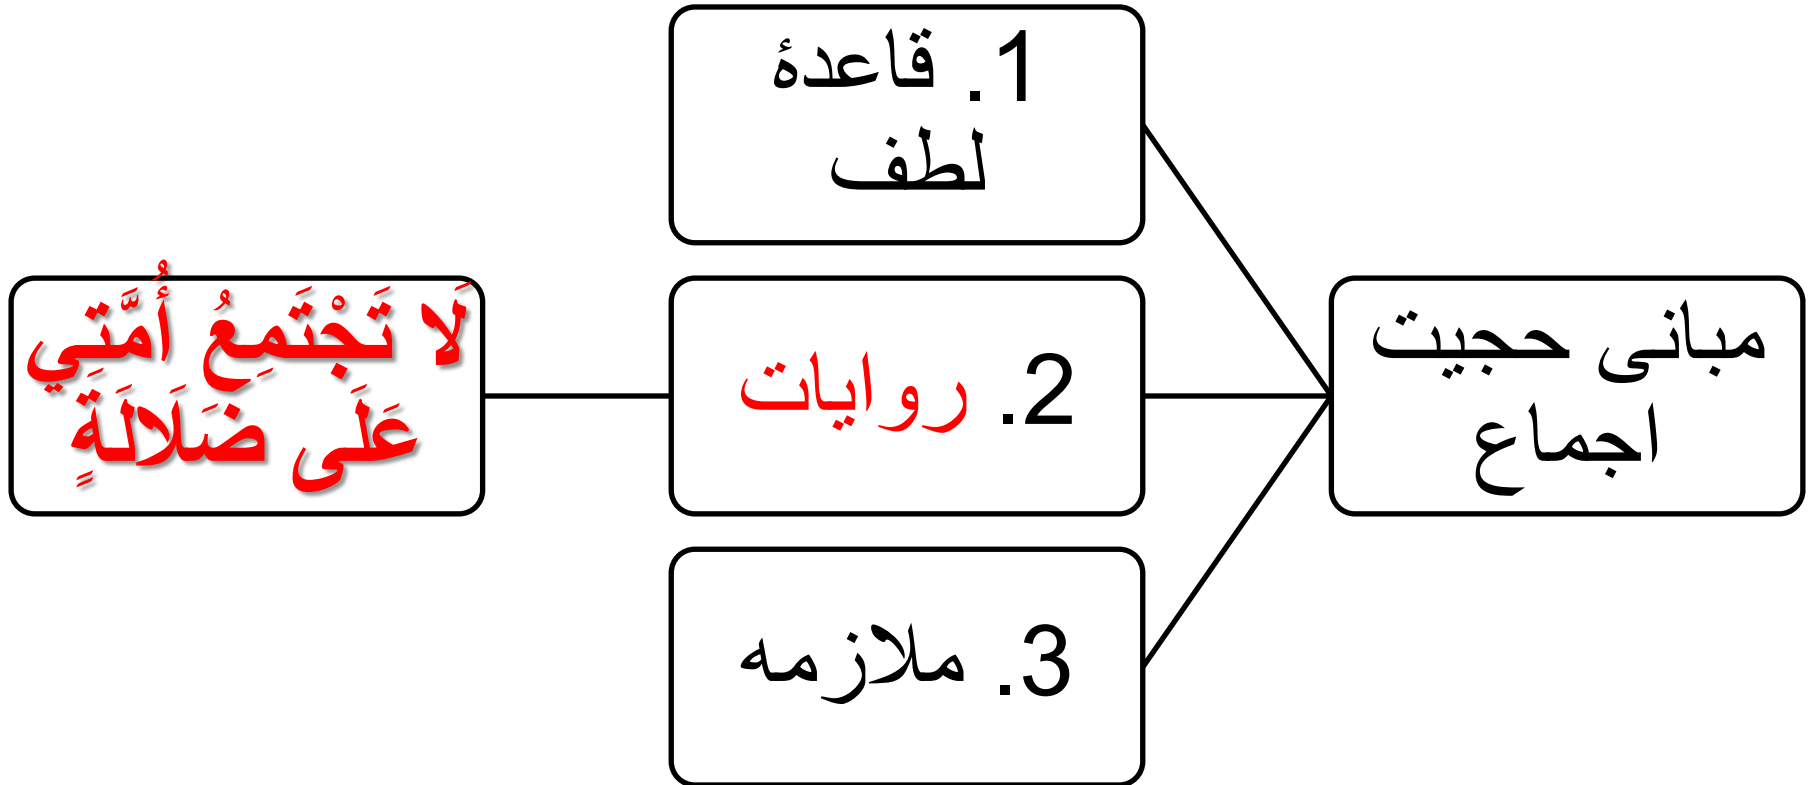 مبانی حجیت
اجماع
1. قاعدهٔ
لطف
2. روایات
3. ملازمه
لَا تَجْتَمِعُ أُمَّتِي
عَلَى ضَلَالَةٍ